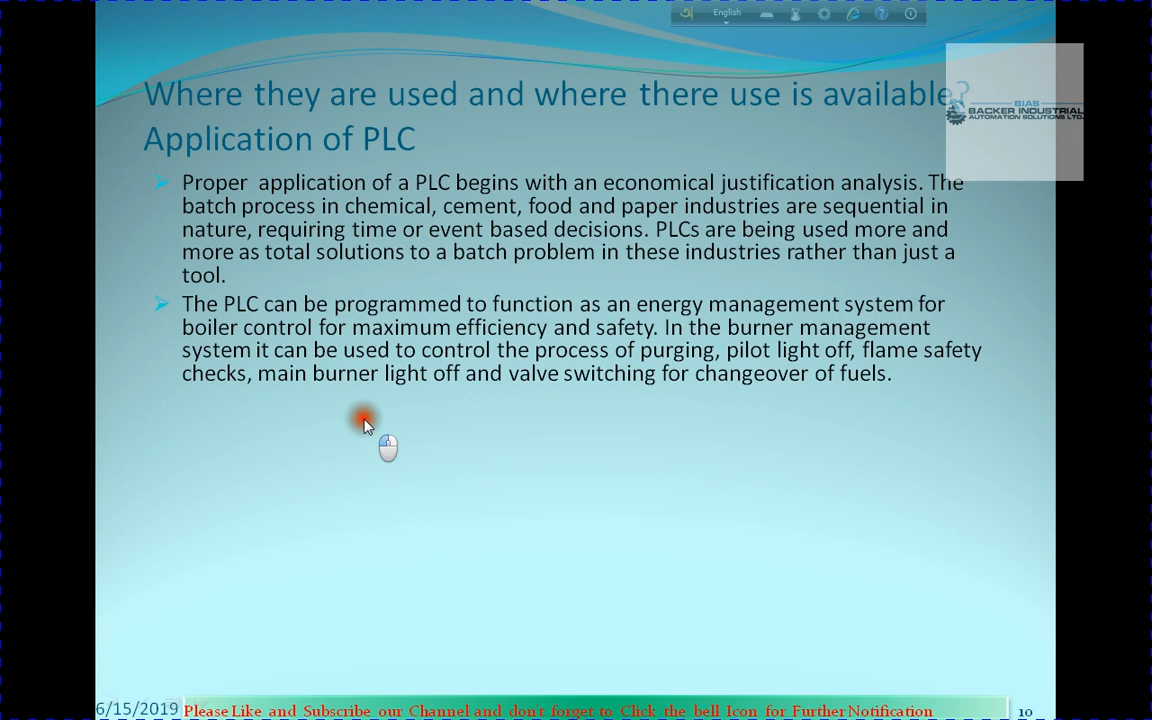 English
Where they are used and where there use is available?
Application of PLC
BIAS
BACKER INDUSTRIAL
AUTOMATION SOLUTIONS LTD.
Proper application of a PLC begins with an economical justification analysis. The
batch process in chemical, cement, food and paper industries are sequential in
nature, requiring time or event based decisions. PLCs are being used more and
more as total solutions to a batch problem in these industries rather than just a
tool.
The PLC can be programmed to function as an energy management system for
boiler control for maximum efficiency and safety. In the burner management
system it can be used to control the process of purging, pilot light off, flame safety
checks, main burner light off and valve switching for changeover of fuels.
6/15/2019 Please Like and Subscribe our Channel and don't forget to Click the bell Icon for Further Notification 10